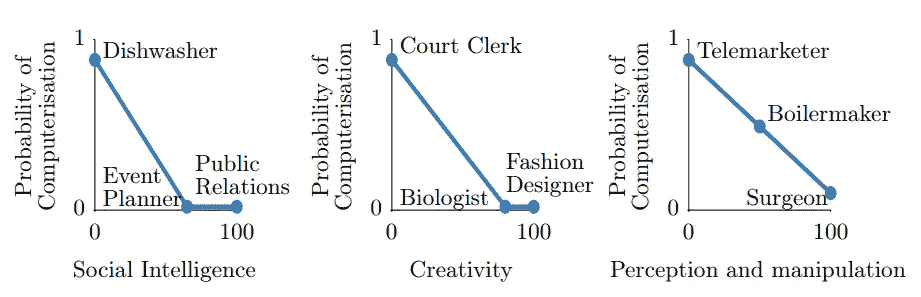 Probability of
Computerisation
1
0
Dishwasher
Event
Planner
Public
Relations
0
100
Social Intelligence
Probability of
Computerisation
1
0
Court Clerk
Biologist
Fashion
Designer
0
100
Creativity
Probability of
Computerisation
1
0
Telemarketer
Boilermaker
Surgeon
0
100
Perception and manipulation